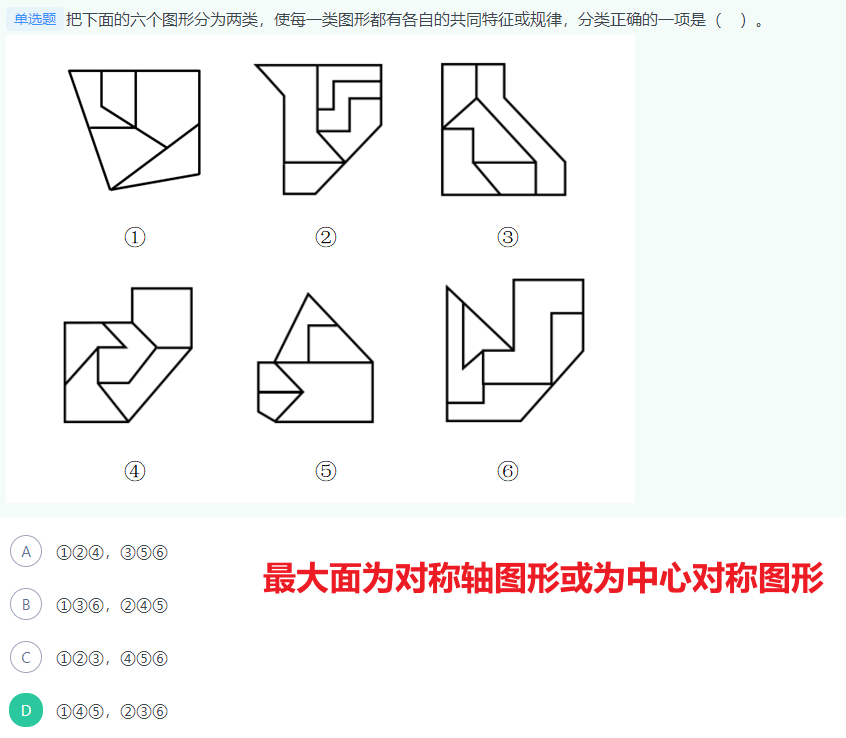 单选题 把下面的六个图形分为两类，使每一类图形都有各自的共同特征或规律，分类正确的一项是（　）。
① ② ③
④ ⑤ ⑥
A ①②④，③⑤⑥
最大面为对称轴图形或为中心对称图形
B ①③⑥，②④⑤
C ①②③，④⑤⑥
D ①④⑤，②③⑥